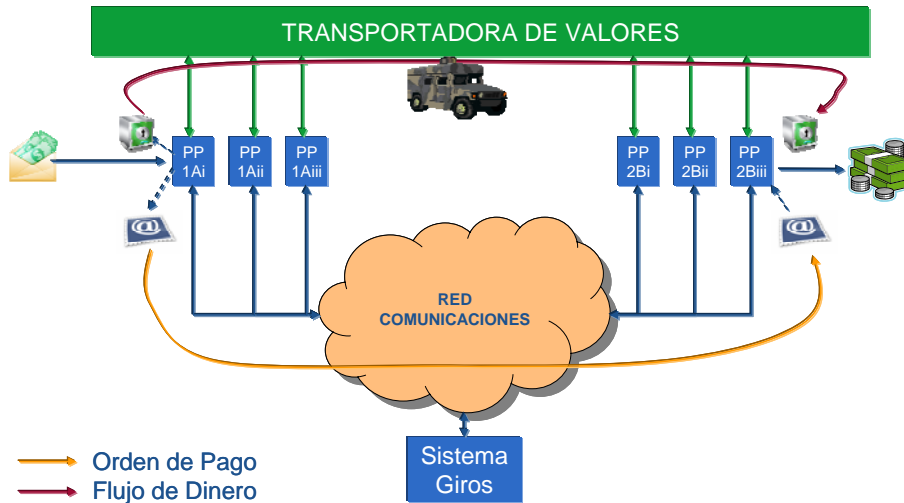 TRANSPORTADORA DE VALORES
PP
1Ai
PP
1Aii
PP
1Aiii
PP
2Bi
PP
2Bii
PP
2Biii
@
@
RED
COMUNICACIONES
Sistema
Giros
Orden de Pago
Flujo de Dinero